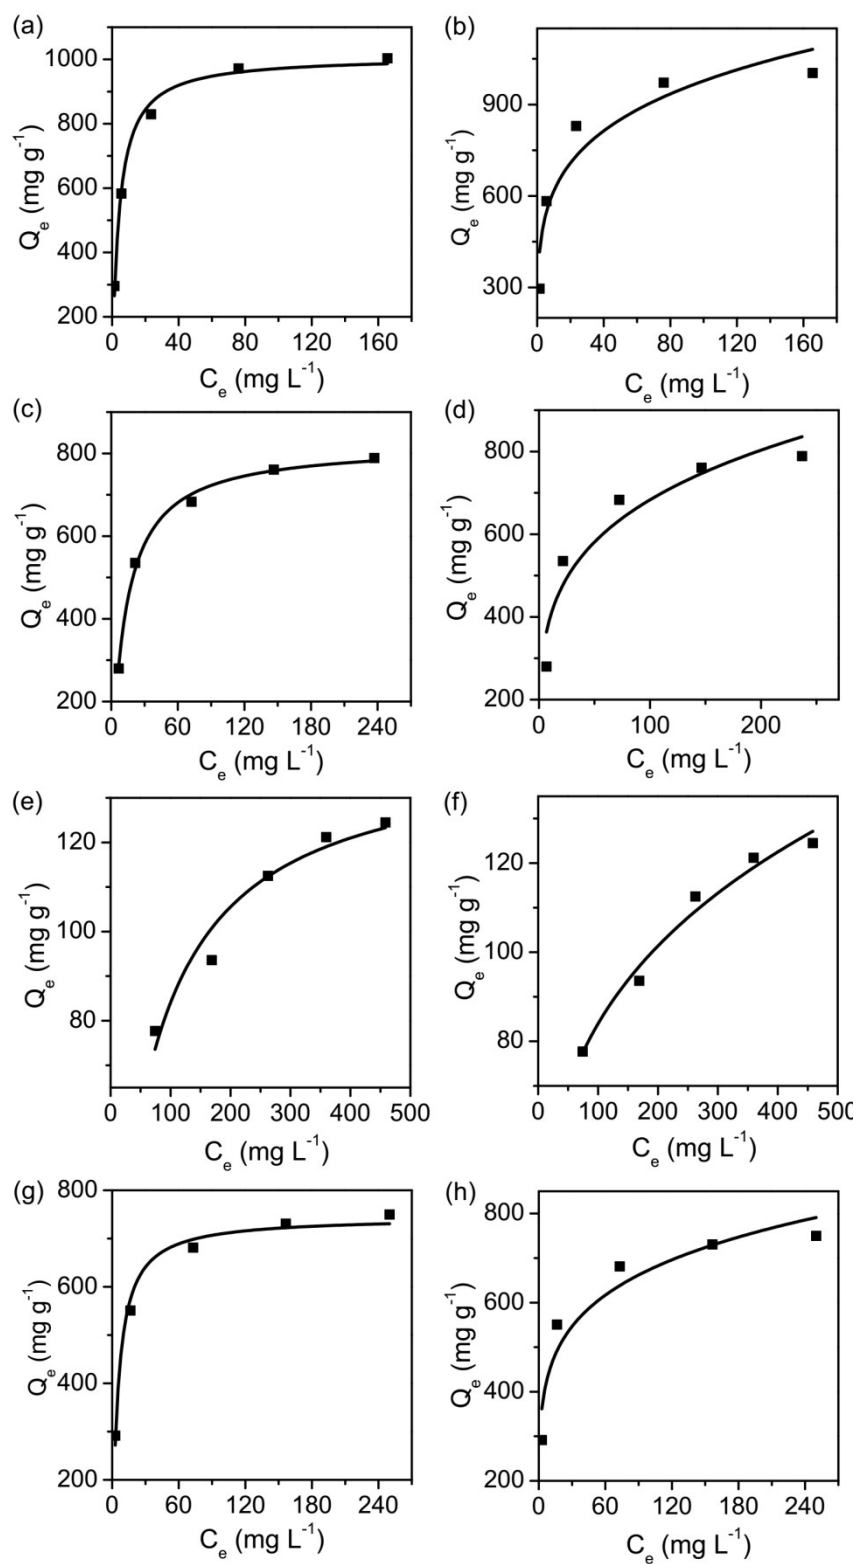 (a)
1000
800
600
400
200
Qe (mg g-1)
0 40 80 120 160
Ce (mg L-1)
(b)
900
600
300
Qe (mg g-1)
0 40 80 120 160
Ce (mg L-1)
(c)
800
600
400
200
Qe (mg g-1)
0 60 120 180 240
Ce (mg L-1)
(d)
800
600
400
200
Qe (mg g-1)
0 100 200
Ce (mg L-1)
(e)
120
100
80
Qe (mg g-1)
0 100 200 300 400 500
Ce (mg L-1)
(f)
120
100
80
Qe (mg g-1)
0 100 200 300 400 500
Ce (mg L-1)
(g)
800
600
400
200
Qe (mg g-1)
0 60 120 180 240
Ce (mg L-1)
(h)
800
600
400
200
Qe (mg g-1)
0 60 120 180 240
Ce (mg L-1)